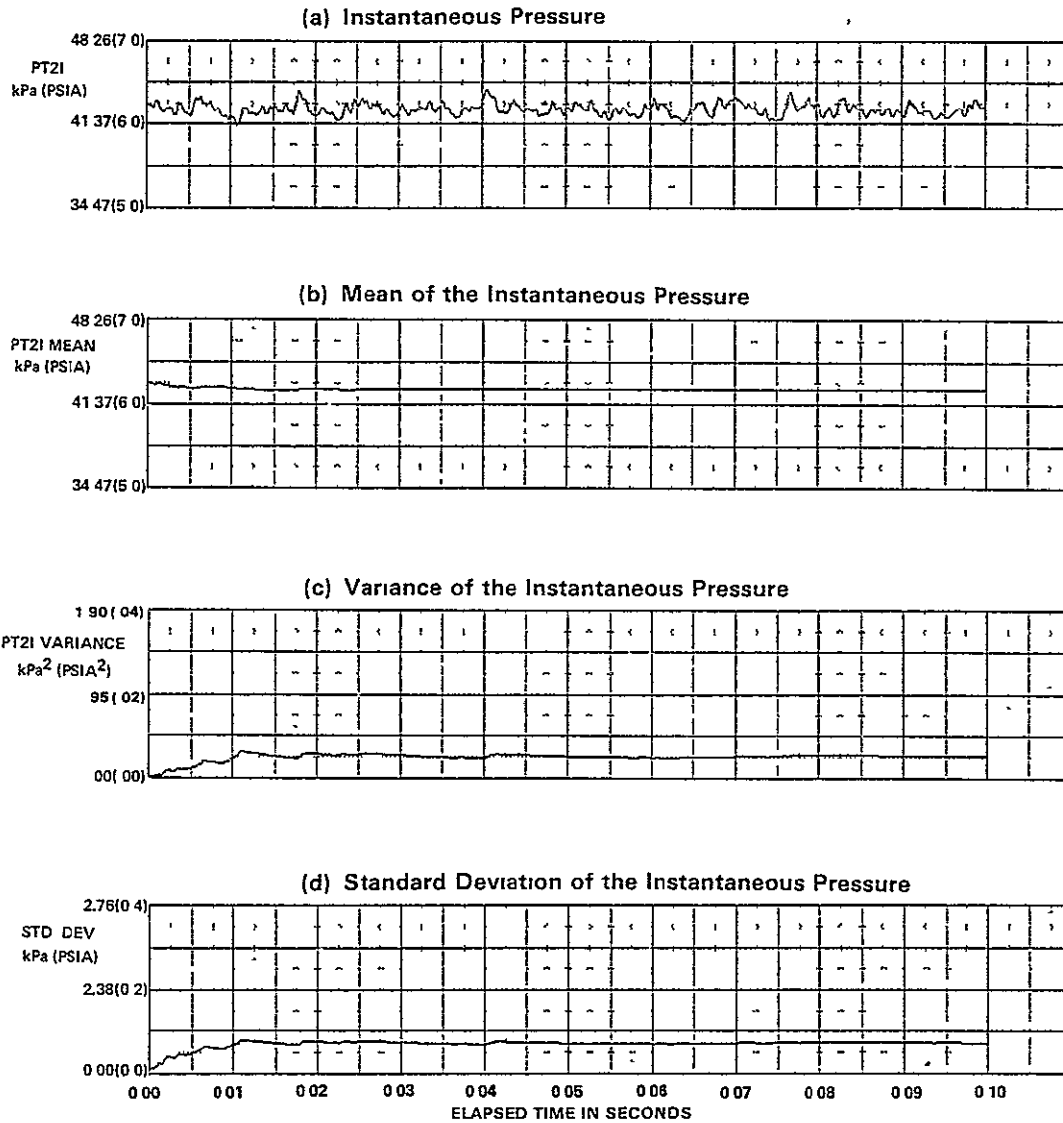 (a) Instantaneous Pressure
48 26(7 0)
PT2I
kPa (PSIA)
41 37(6 0)
34 47(5 0)
(b) Mean of the Instantaneous Pressure
48 26(7 0)
PT2I MEAN
kPa (PSIA)
41 37(6 0)
34 47(5 0)
(c) Variance of the Instantaneous Pressure
1 90 ( 04)
PT2I VARIANCE
kPa2 (PSIA2)
95 ( 02)
00( 00)
(d) Standard Deviation of the Instantaneous Pressure
2.76(0 4)
STD DEV
kPa (PSIA)
2.38(0 2)
0 00(0 0)
0 00 0 01 0 02 0 03 0 04 0 05 0 06 0 07 0 08 0 09 0 10
ELAPSED TIME IN SECONDS